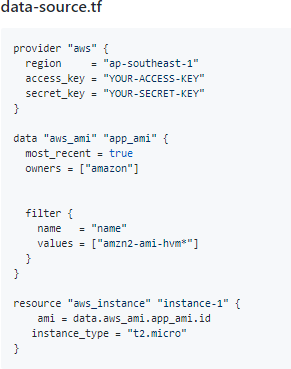 data-source.tf
provider "aws" {
  region     = "ap-southeast-1"
  access_key = "YOUR-ACCESS-KEY"
  secret_key = "YOUR-SECRET-KEY"
}
data "aws_ami" "app_ami" {
  most_recent = true
  owners = ["amazon"]
  filter {
    name   = "name"
    values = ["amzn2-ami-hvm*"]
  }
}
resource "aws_instance" "instance-1" {
    ami = data.aws_ami.app_ami.id
   instance_type = "t2.micro"
}